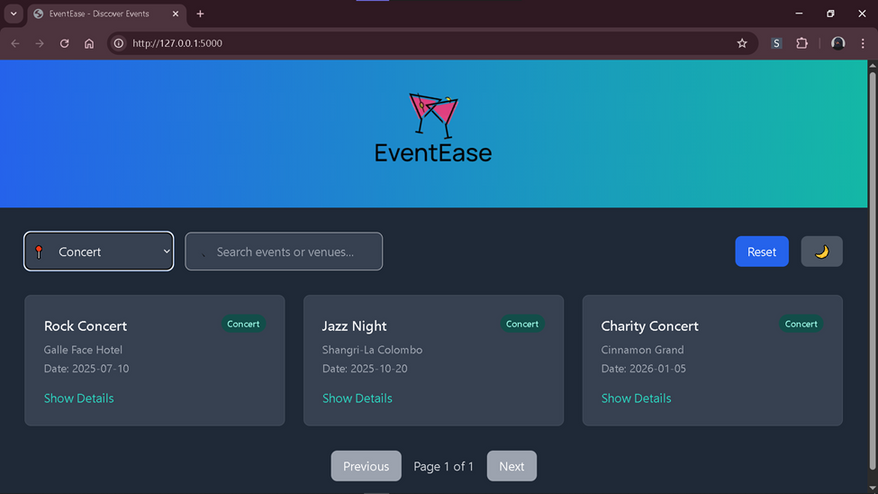 EventEase - Discover Events
http://127.0.0.1:5000
S
EventEase
Concert
Search events or venues...
Reset
Rock Concert
Concert
Galle Face Hotel
Date: 2025-07-10
Show Details
Jazz Night
Concert
Shangri-La Colombo
Date: 2025-10-20
Show Details
Charity Concert
Concert
Cinnamon Grand
Date: 2026-01-05
Show Details
Previous
Page 1 of 1
Next